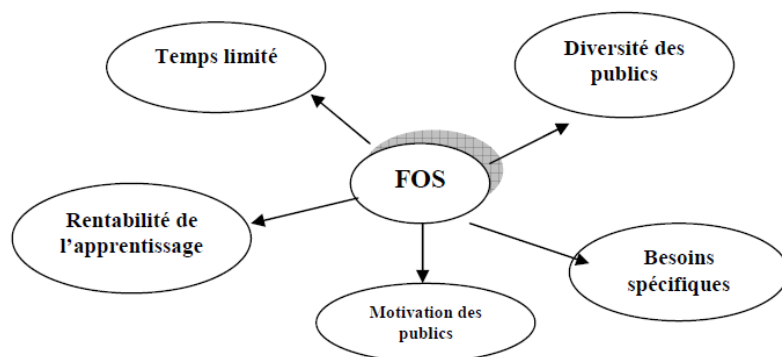 Temps limité
Diversité des
publics
FOS
Rentabilité de
l’apprentissage
Besoins
spécifiques
Motivation des
publics